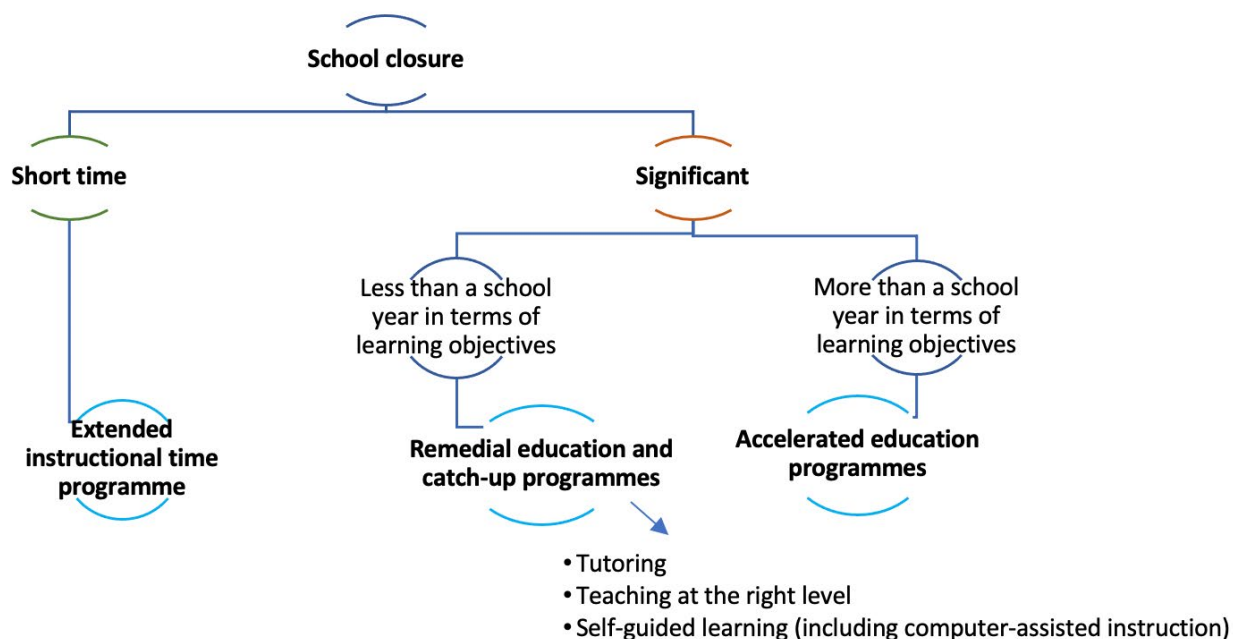 School closure
Short time
Significant
Less than a school
year in terms of
learning objectives
More than a school
year in terms of
learning objectives
Extended
instructional time
programme
Remedial education and
catch-up programmes
Accelerated education
programmes
• Tutoring
• Teaching at the right level
• Self-guided learning (including computer-assisted instruction)